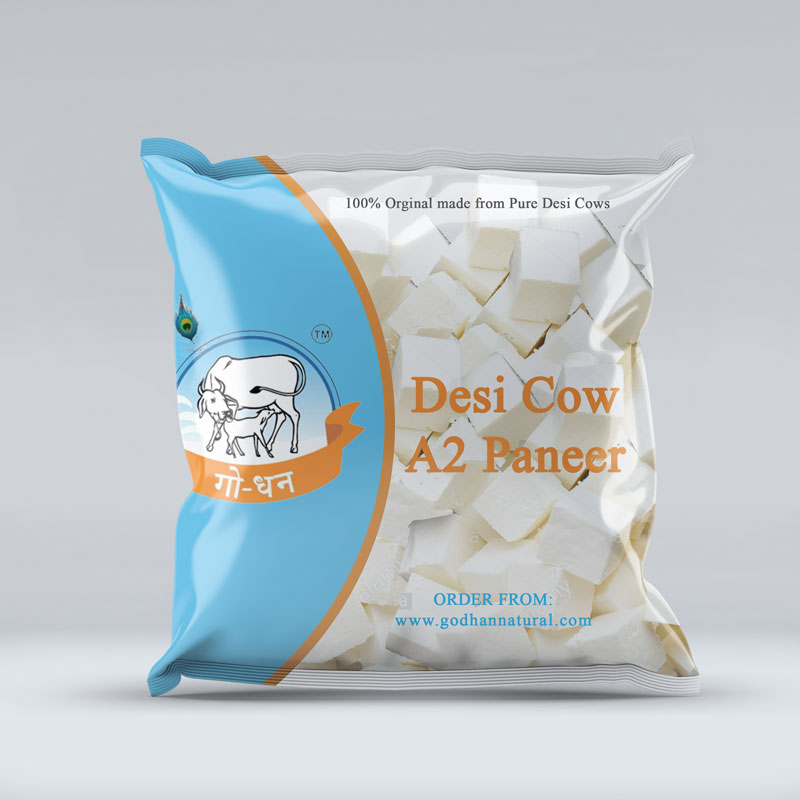 100% Orginal made from Pure Desi Cows
TM
Desi Cow
A2 Paneer
गो-धन
ORDER FROM:
www.godhannatural.com